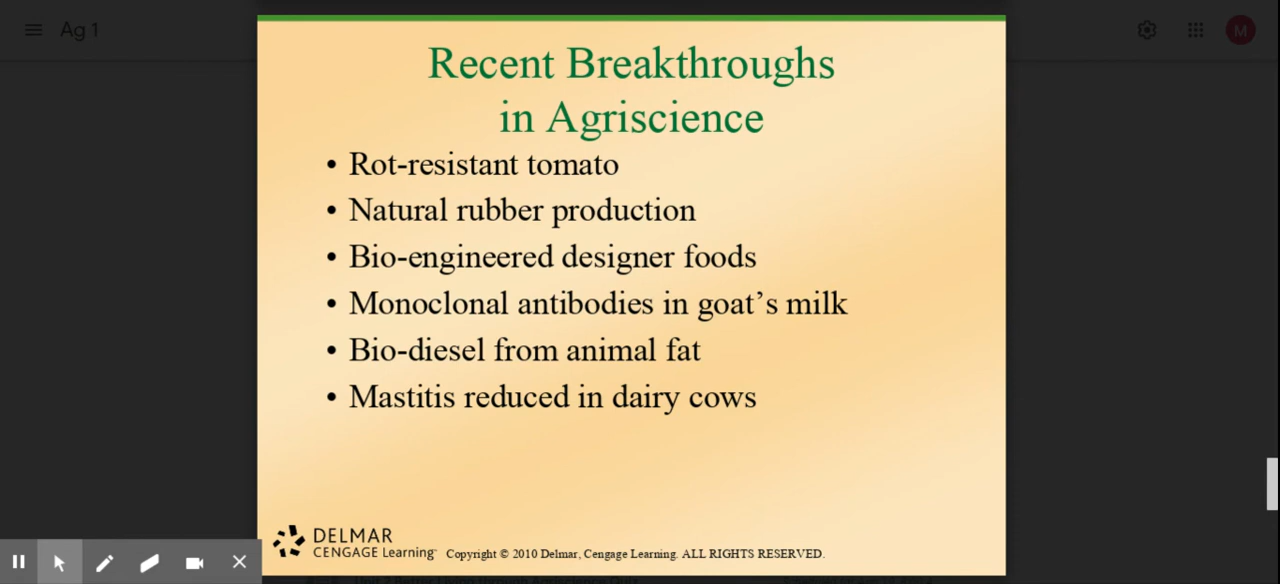 Ag 1
M
Recent Breakthroughs
in Agriscience
• Rot-resistant tomato
• Natural rubber production
• Bio-engineered designer foods
• Monoclonal antibodies in goat’s milk
• Bio-diesel from animal fat
• Mastitis reduced in dairy cows
DELMAR
CENGAGE Learning™ Copyright © 2010 Delmar, Cengage Learning. ALL RIGHTS RESERVED.